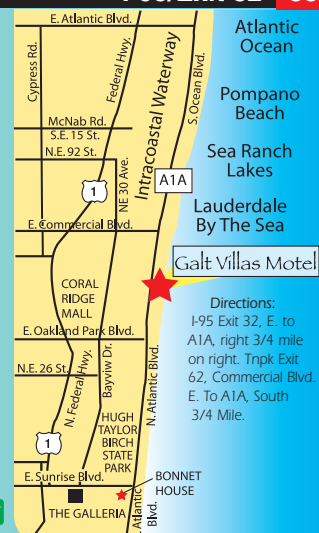 E. Atlantic Blvd.
Cypress Rd.
Federal Hwy.
Intracoastal Waterway
S. Ocean Blvd.
Atlantic
Ocean
McNab Rd.
S.E. 15 St.
N.E. 92 St.
Pompano
Beach
1
NE 30 Ave.
A1A
Sea Ranch
Lakes
E. Commercial Blvd.
Lauderdale
By The Sea
Galt Villas Motel
CORAL
RIDGE
MALL
Directions:
I-95 Exit 32, E. to
A1A, right 3/4 mile
on right. Tnpk Exit
62, Commercial Blvd.
E. To A1A, South
3/4 Mile.
E. Oakland Park Blvd.
N.E. 26 St.
N. Federal Hwy.
Bayviw Dr.
N. Atlantic Blvd.
HUGH
TAYLOR
BIRCH
STATE
PARK
1
E. Sunrise Blvd.
BONNET
HOUSE
THE GALLERIA
Atlantic
Blvd.